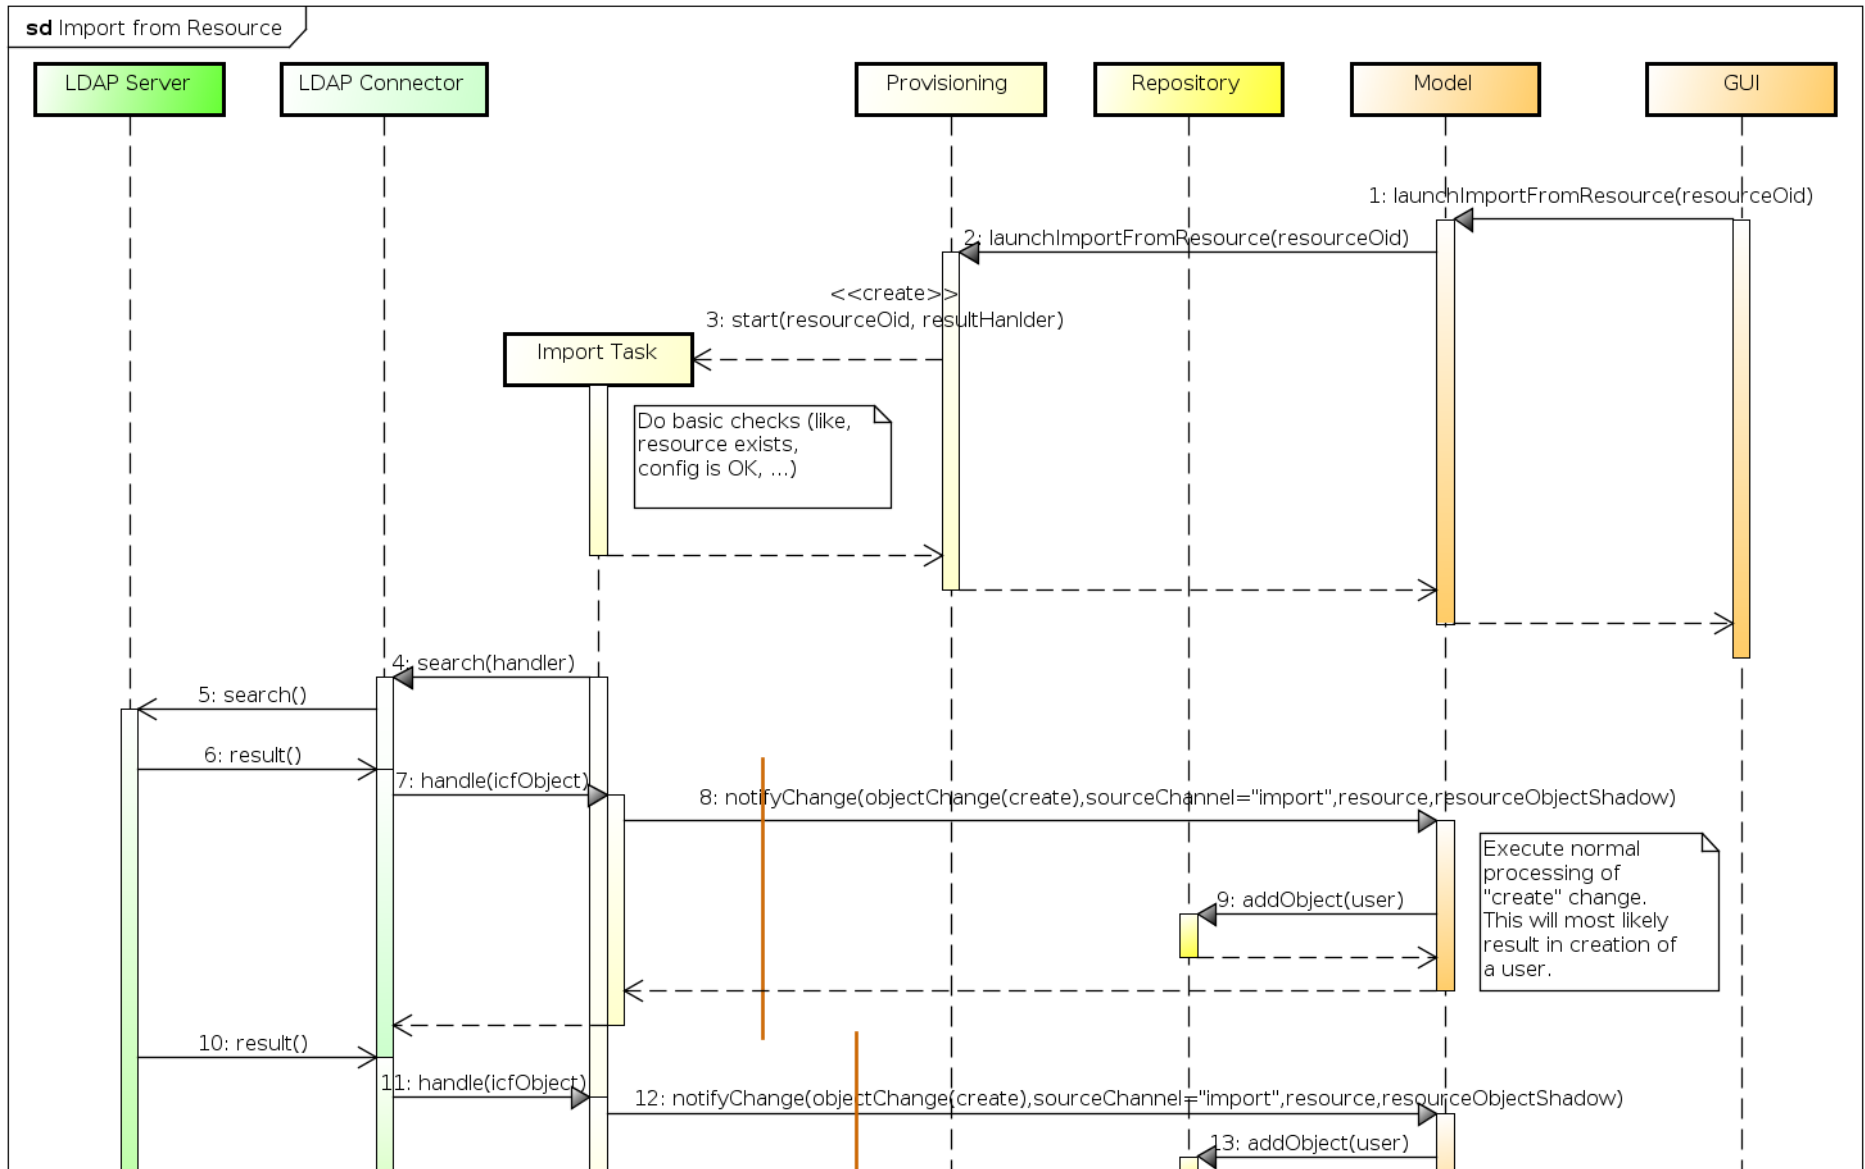 sd Import from Resource
LDAP Server
LDAP Connector
Provisioning
Repository
Model
GUI
1: launchImportFromResource(resourceOid)
2: launchImportFromResource(resourceOid)
<<create>>
3: start(resourceOid, resultHanlder)
Import Task
Do basic checks (like,
resource exists,
config is OK, ...)
4: search(handler)
5: search()
6: result()
7: handle(icfObject)
8: notifyChange(objectChange(create),sourceChannel="import",resource,resourceObjectShadow)
Execute normal
processing of
"create" change.
This will most likely
result in creation of
a user.
9: addObject(user)
10: result()
11: handle(icfObject)
12: notifyChange(objectChange(create),sourceChannel="import",resource,resourceObjectShadow)
13: addObject(user)